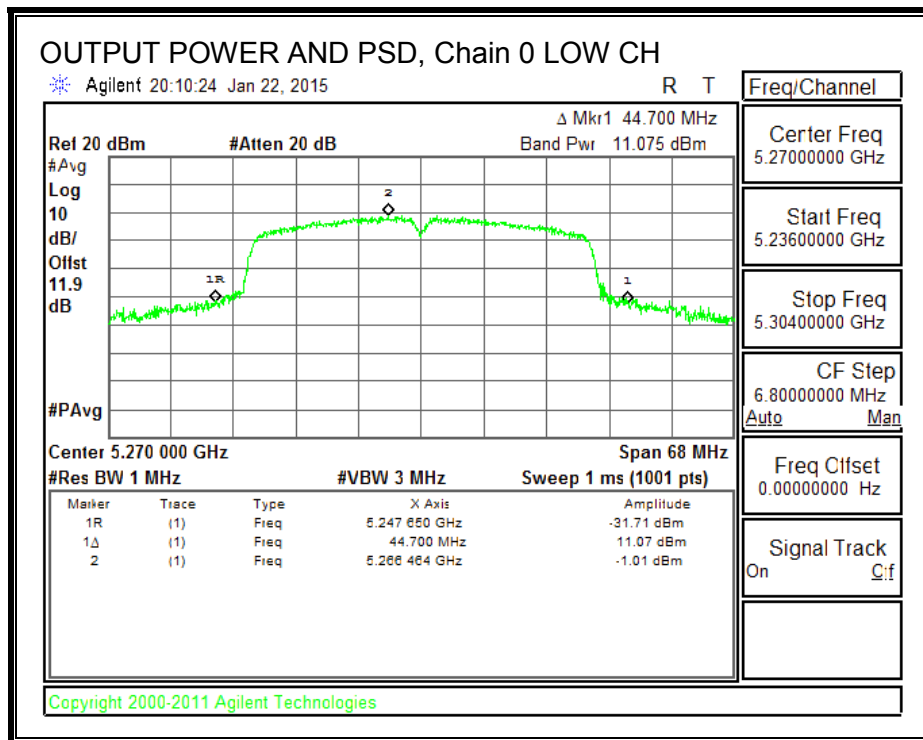 OUTPUT POWER AND PSD, Chain 0 LOW CH
Agilent 20:10:24 Jan 22, 2015 R T
Freq/Channel
Δ Mkr1 44.700 MHz
Ref 20 dBm #Atten 20 dB Band Pwr 11.075 dBm
#Avg
Log
10
dB/
Offst
11.9
dB
2
1R
1
#PAvg
Center 5.270 000 GHz Span 68 MHz
#Res BW 1 MHz #VBW 3 MHz Sweep 1 ms (1001 pts)
Marker Trace Type X Axis Amplitude
1R (1) Freq 5.247 650 GHz -31.71 dBm
1Δ (1) Freq 44.700 MHz 11.07 dBm
2 (1) Freq 5.266 464 GHz -1.01 dBm
Center Freq
5.27000000 GHz
Start Freq
5.23600000 GHz
Stop Freq
5.30400000 GHz
CF Step
6.80000000 MHz
Auto Man
Freq Offset
0.00000000 Hz
Signal Track
On Off
Copyright 2000-2011 Agilent Technologies